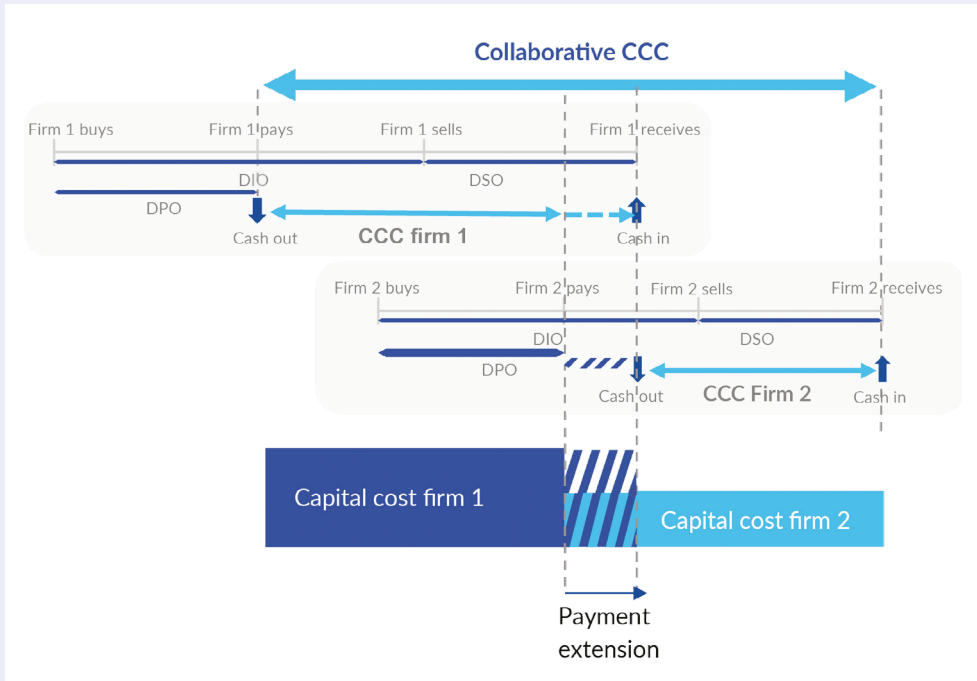 Collaborative CCC
Firm 1 buys
Firm 1 pays
Firm 1 sells
Firm 1 receives
DIO
DSO
DPO
Cash out
CCC firm 1
Cash in
Firm 2 buys
Firm 2 pays
Firm 2 sells
Firm 2 receives
DIO
DSO
DPO
Cash out
CCC Firm 2
Cash in
Capital cost firm 1
Capital cost firm 2
Payment
extension